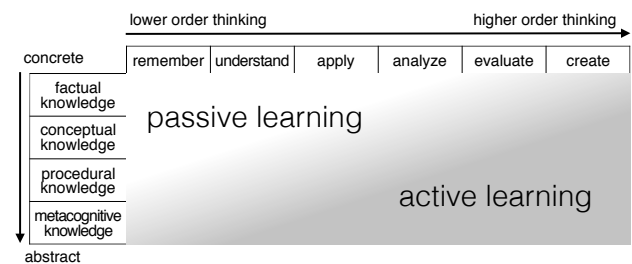 lower order thinking higher order thinking
concrete remember understand apply analyze evaluate create
factual
knowledge
passive learning
conceptual
knowledge
procedural
knowledge
active learning
metacognitive
knowledge
abstract